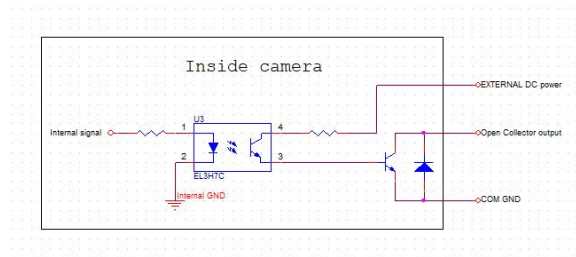 Inside camera
EXTERNAL DC power
U3
Internal signal
1
4
Open Collector output
2
3
EL3H7C
Internal GND
COM GND